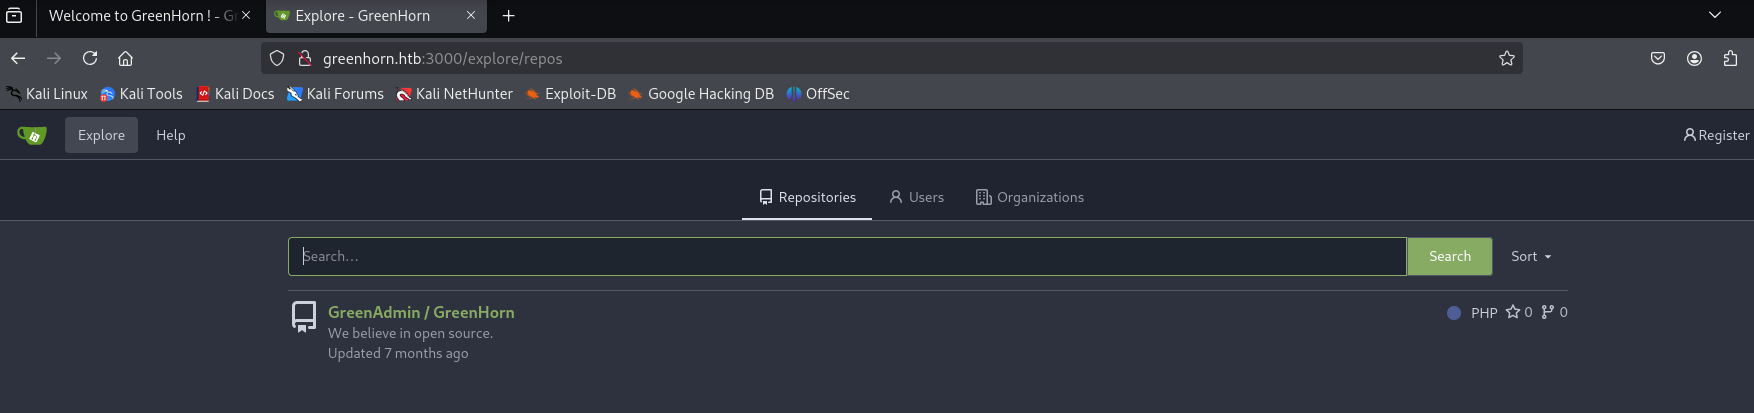 Welcome to GreenHorn ! - Gr
Explore - GreenHorn
greenhorn.htb:3000/explore/repos
Kali Linux Kali Tools Kali Docs Kali Forums Kali NetHunter Exploit-DB Google Hacking DB OffSec
Explore Help Register
Repositories Users Organizations
Search... Search Sort
GreenAdmin / GreenHorn PHP 0 0
We believe in open source.
Updated 7 months ago